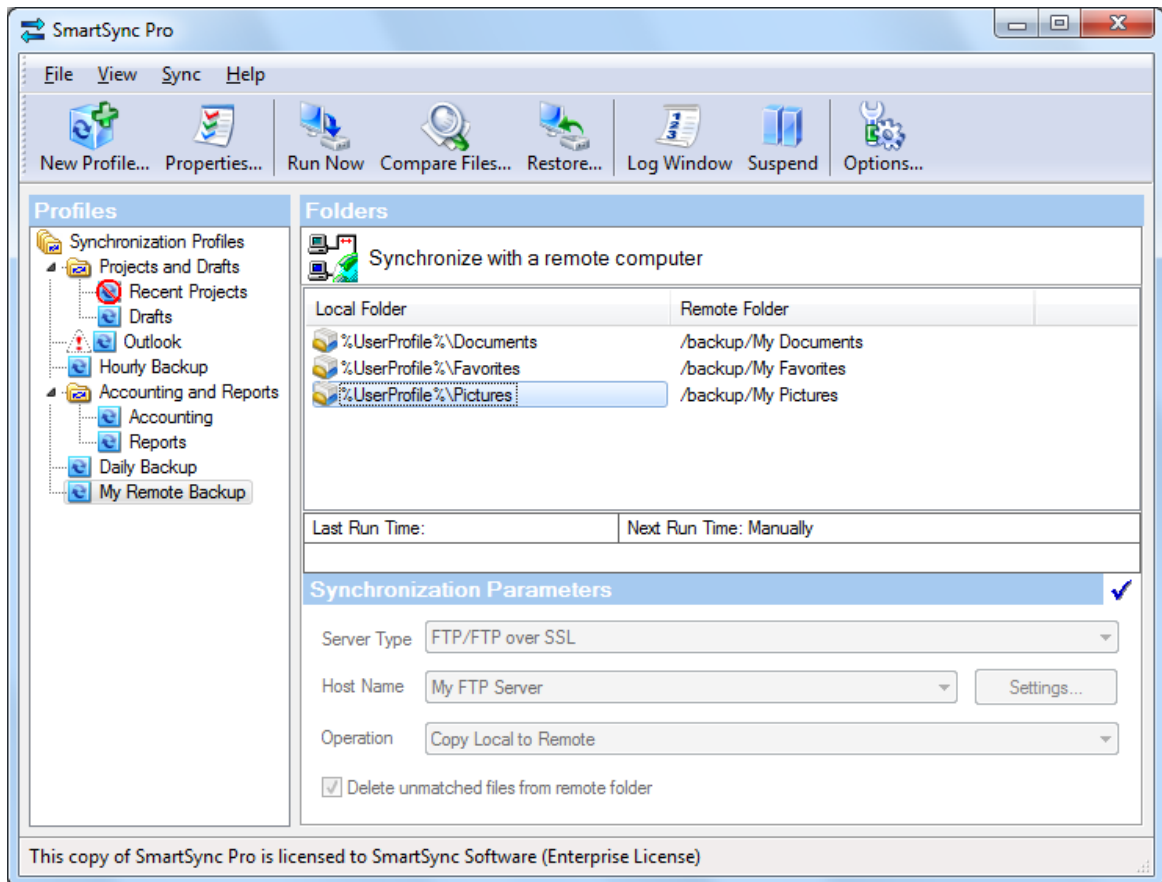 SmartSync Pro
File View Sync Help
New Profile... Properties... Run Now Compare Files... Restore... Log Window Suspend Options...
Profiles
Synchronization Profiles
Projects and Drafts
Recent Projects
Drafts
Outlook
Hourly Backup
Accounting and Reports
Accounting
Reports
Daily Backup
My Remote Backup
Folders
Synchronize with a remote computer
Local Folder Remote Folder
%UserProfile%\Documents /backup/My Documents
%UserProfile%\Favorites /backup/My Favorites
%UserProfile%\Pictures /backup/My Pictures
Last Run Time: Next Run Time: Manually
Synchronization Parameters
Server Type FTP/FTP over SSL
Host Name My FTP Server Settings...
Operation Copy Local to Remote
Delete unmatched files from remote folder
This copy of SmartSync Pro is licensed to SmartSync Software (Enterprise License)